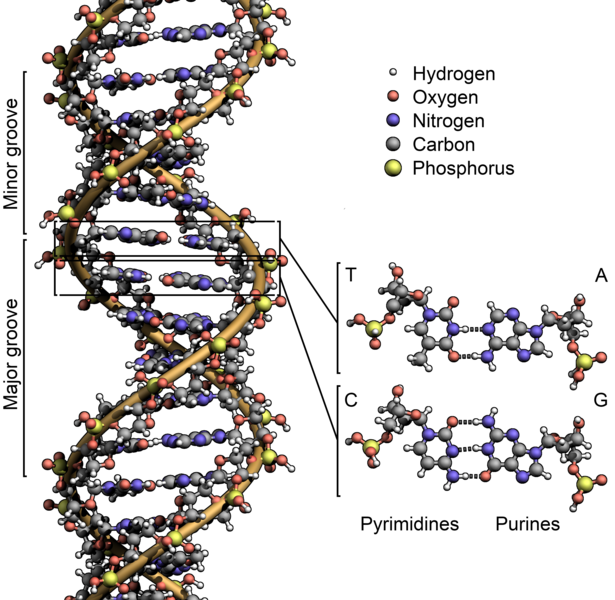 Hydrogen
Oxygen
Nitrogen
Carbon
Phosphorus
Minor groove
Major groove
T
A
C
G
Pyrimidines
Purines